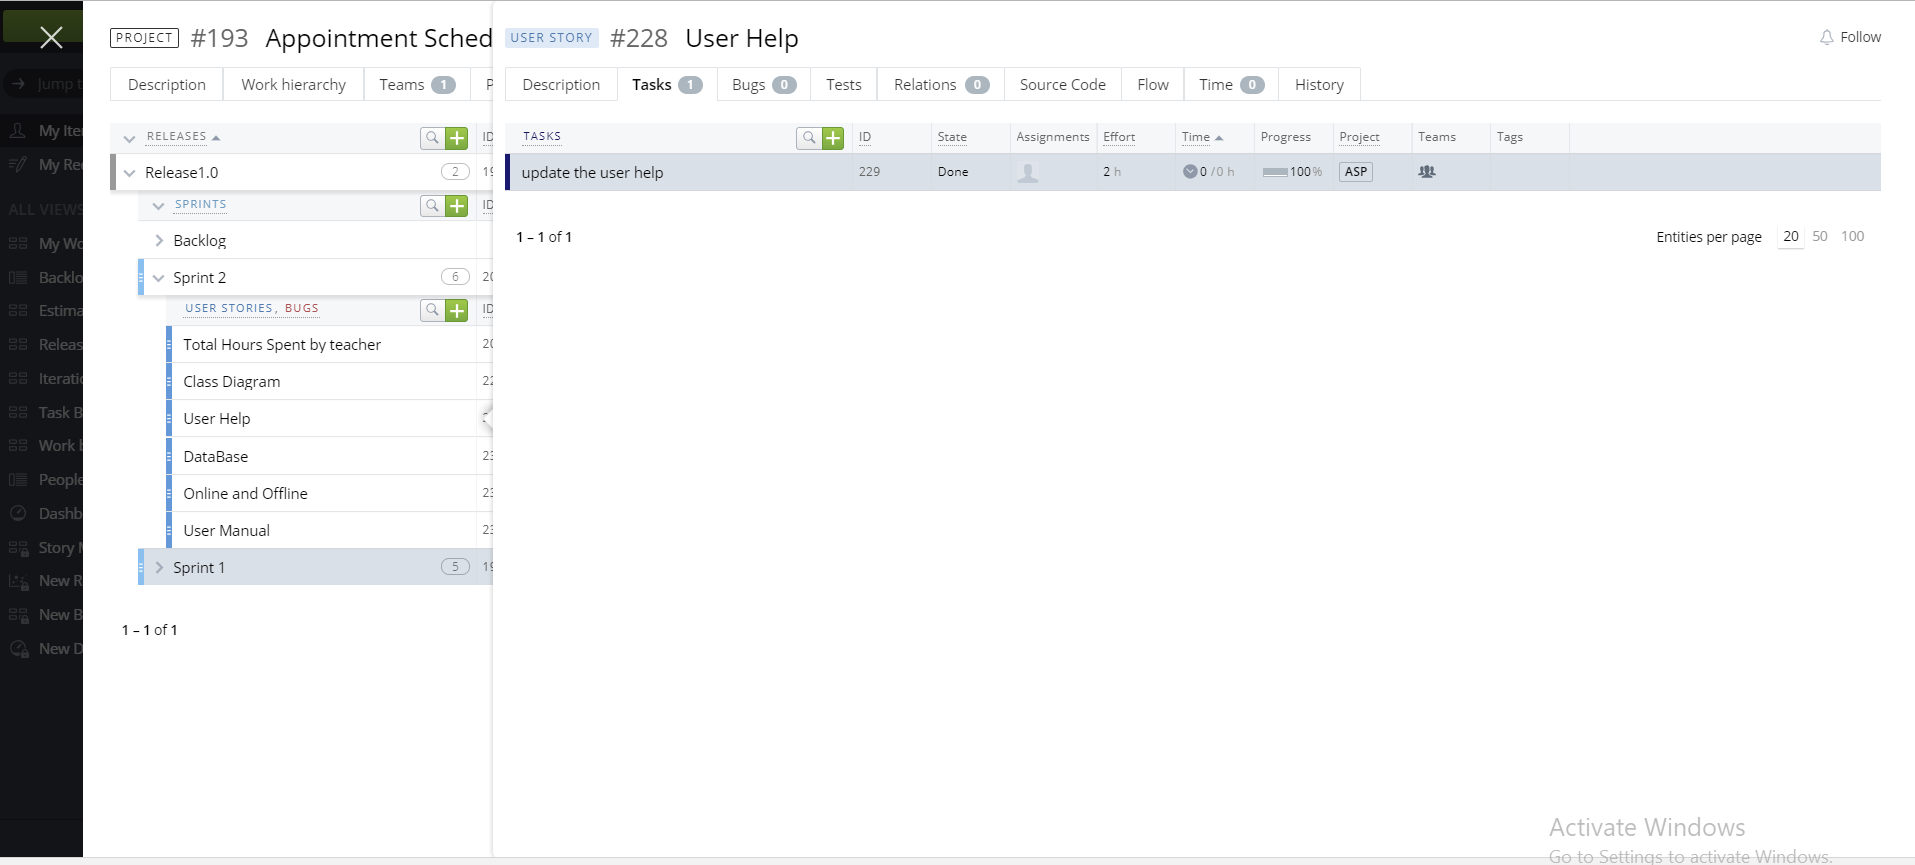 PROJECT #193 Appointment Sched
Description Work hierarchy Teams 1 P
RELEASES ID
Release1.0 2 19
SPRINTS ID
Backlog
Sprint 2 6 20
USER STORIES, BUGS ID
Total Hours Spent by teacher 20
Class Diagram 22
User Help
DataBase 23
Online and Offline 23
User Manual 23
Sprint 1 5 19
1 – 1 of 1
USER STORY #228 User Help
Follow
Description Tasks 1 Bugs 0 Tests Relations 0 Source Code Flow Time 0 History
TASKS ID State Assignments Effort Time Progress Project Teams Tags
update the user help 229 Done 2 h 0 / 0 h 100% ASP
1 – 1 of 1
Entities per page 20 50 100
Jump t
My Ite
My Re
ALL VIEWS
My Wo
Backlo
Estima
Releas
Iteratio
Task B
Work h
People
Dashb
Story M
New R
New B
New D
Activate Windows
Go to Settings to activate Windows.